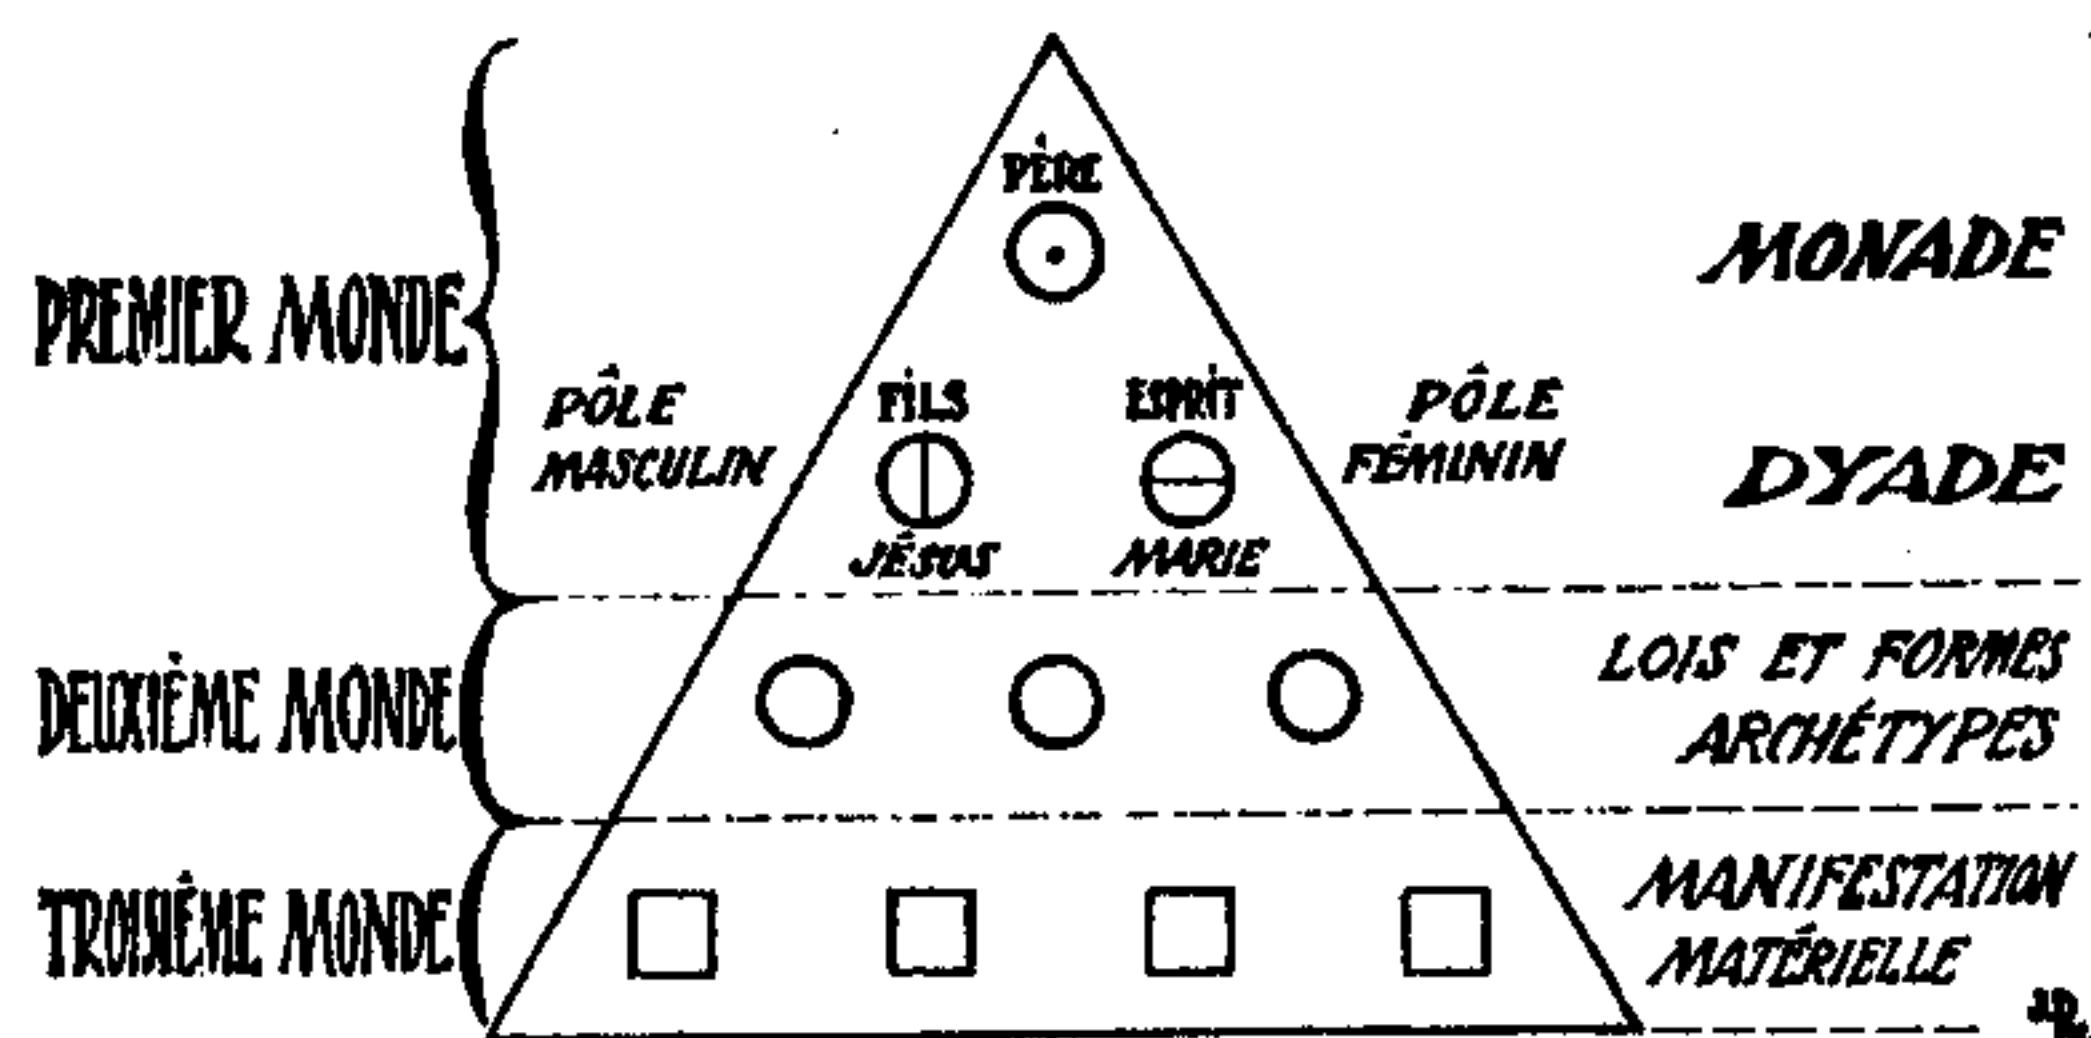 PÈRE
MONADE
PREMIER MONDE
PÔLE
MASCULIN
FILS
ESPRIT
PÔLE
FÉMININ
DYADE
JÉSUS
MARIE
DEUXIÈME MONDE
LOIS ET FORMES
ARCHÉTYPES
TROISIÈME MONDE
MANIFESTATION
MATÉRIELLE